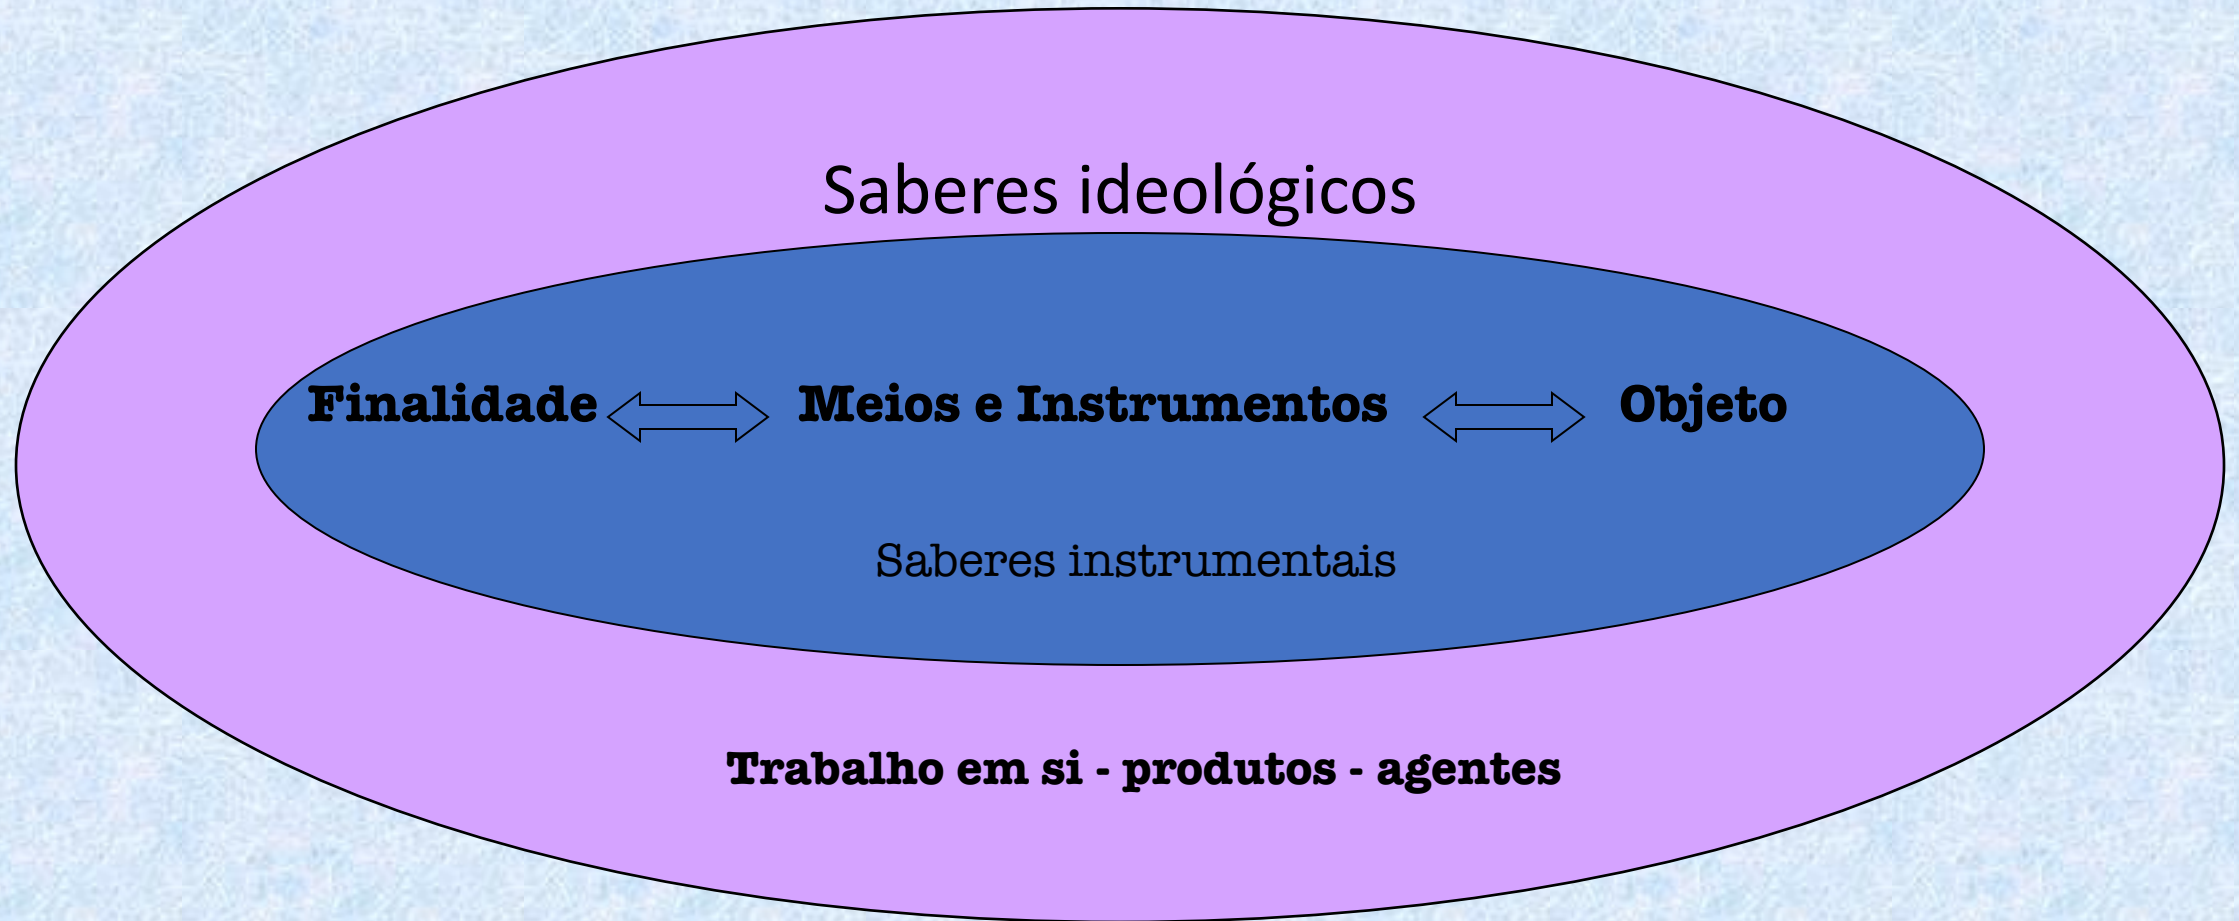 Saberes ideológicos
Finalidade Meios e Instrumentos Objeto
Saberes instrumentais
Trabalho em si - produtos - agentes